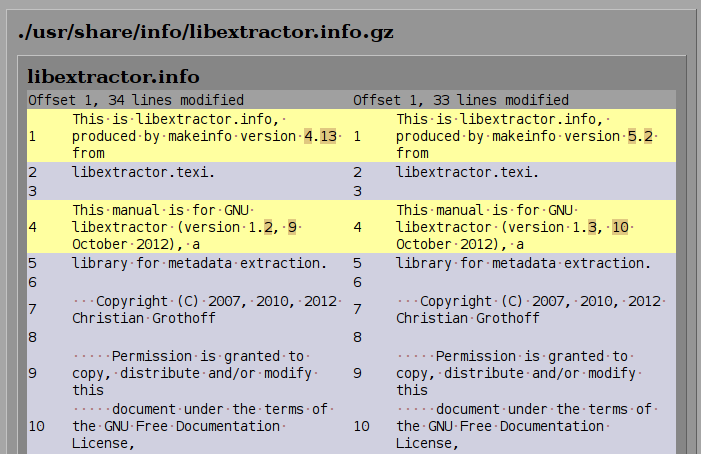 ./usr/share/info/libextractor.info.gz
libextractor.info
Offset 1, 34 lines modified
1 This·is·libextractor.info,·
produced·by·makeinfo·version·4.13·
from
2 libextractor.texi.
3
4 This·manual·is·for·GNU·
libextractor·(version·1.2,·9·
October·2012),·a
5 library·for·metadata·extraction.
6
7 ···Copyright·(C)·2007,·2010,·2012·
Christian·Grothoff
8
9 ·····Permission·is·granted·to·
copy,·distribute·and/or·modify·
this
10 ·····document·under·the·terms·of·
the·GNU·Free·Documentation·
License,
Offset 1, 33 lines modified
1 This·is·libextractor.info,·
produced·by·makeinfo·version·5.2·
from
2 libextractor.texi.
3
4 This·manual·is·for·GNU·
libextractor·(version·1.3,·10·
October·2012),·a
5 library·for·metadata·extraction.
6
7 ···Copyright·(C)·2007,·2010,·2012·
Christian·Grothoff
8
9 ·····Permission·is·granted·to·
copy,·distribute·and/or·modify·
this
10 ·····document·under·the·terms·of·
the·GNU·Free·Documentation·
License,